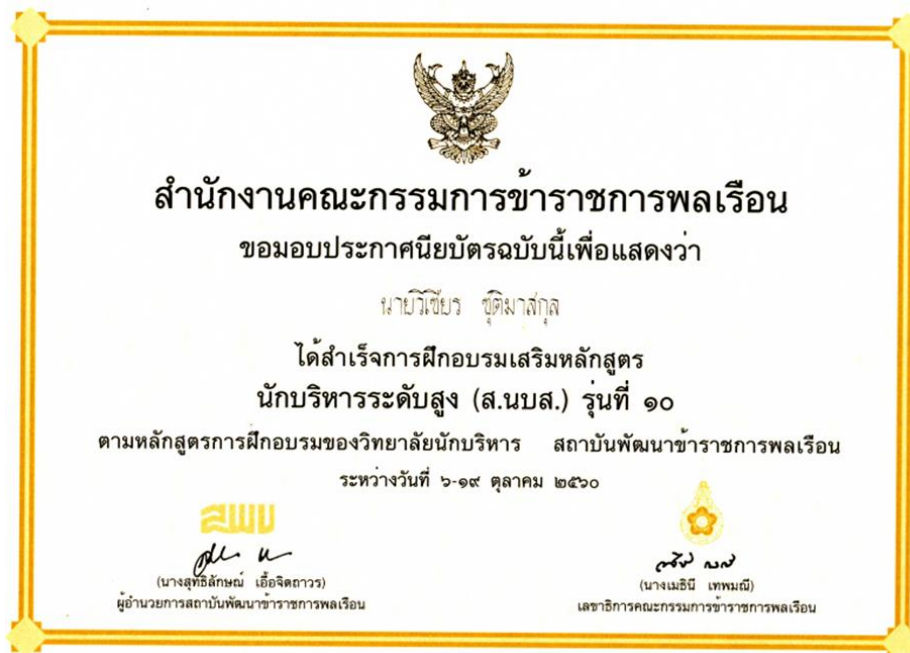 สำนักงานคณะกรรมการข้าราชการพลเรือน
ขอมอบประกาศนียบัตรฉบับนี้เพื่อแสดงว่า
นายวิเชียร ชุติมาสกุล
ได้สำเร็จการฝึกอบรมเสริมหลักสูตร
นักบริหารระดับสูง (ส.นบส.) รุ่นที่ ๑๐
ตามหลักสูตรการฝึกอบรมของวิทยาลัยนักบริหาร สถาบันพัฒนาข้าราชการพลเรือน
ระหว่างวันที่ ๖-๑๙ ตุลาคม ๒๕๖๐
สพบ
(นางสุทธิลักษณ์ เอื้อจิตถาวร)
ผู้อำนวยการสถาบันพัฒนาข้าราชการพลเรือน
(นางเมธินี เทพมณี)
เลขาธิการคณะกรรมการข้าราชการพลเรือน